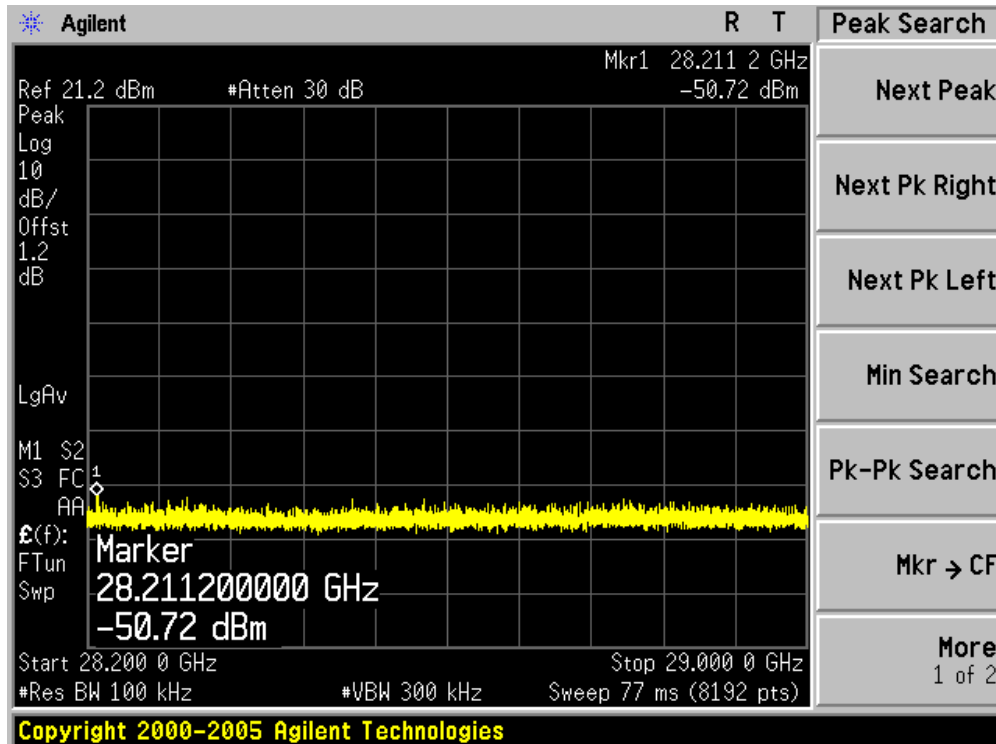 Agilent R T Peak Search
Mkr1 28.211 2 GHz
Ref 21.2 dBm #Atten 30 dB -50.72 dBm
Peak
Log
10
dB/
Offst
1.2
dB
LgAv
M1 S2
S3 FC
AA
£(f):
FTun
Swp
1
Marker
28.211200000 GHz
-50.72 dBm
Start 28.200 0 GHz Stop 29.000 0 GHz
#Res BW 100 kHz #VBW 300 kHz Sweep 77 ms (8192 pts)
Copyright 2000-2005 Agilent Technologies
Next Peak
Next Pk Right
Next Pk Left
Min Search
Pk-Pk Search
Mkr → CF
More
1 of 2